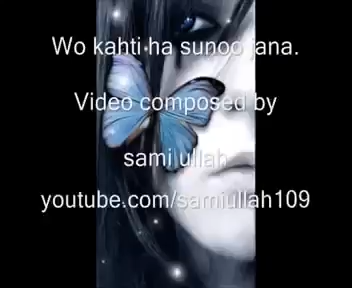 Wo kahti ha sunoo jana.
Video composed by
sami ullah
youtube.com/samiullah109